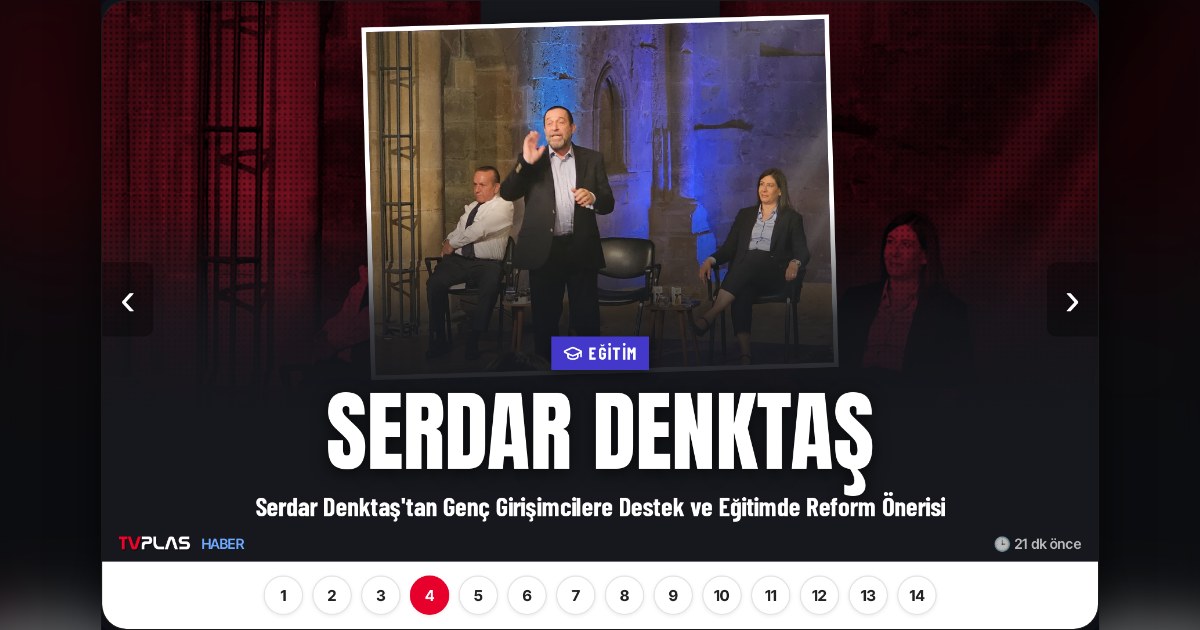 EĞİTİM
SERDAR DENKTAŞ
Serdar Denktaş'tan Genç Girişimcilere Destek ve Eğitimde Reform Önerisi
TVPLAS HABER
21 dk önce
1 2 3 4 5 6 7 8 9 10 11 12 13 14